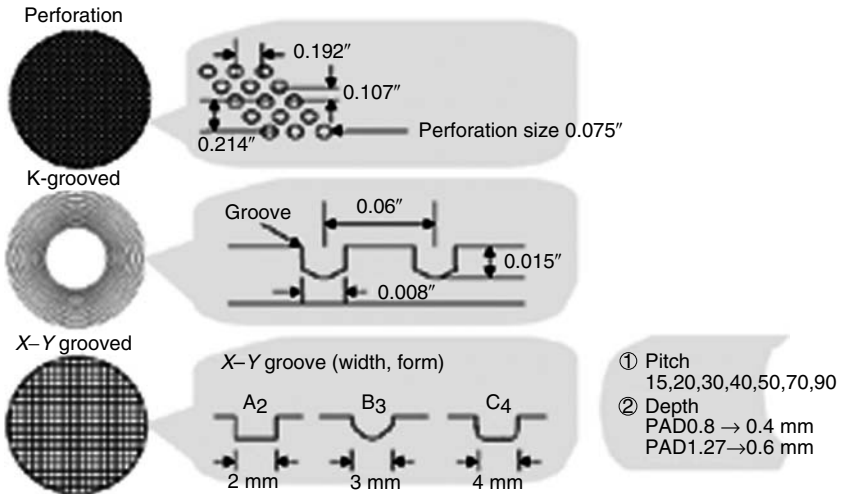 Perforation
0.192″
0.107″
Perforation size 0.075″
0.214″
K-grooved
Groove
0.06″
0.015″
0.008″
X–Y grooved
X–Y groove (width, form)
A2
B3
C4
2 mm
3 mm
4 mm
① Pitch
15,20,30,40,50,70,90
② Depth
PAD0.8 → 0.4 mm
PAD1.27→0.6 mm